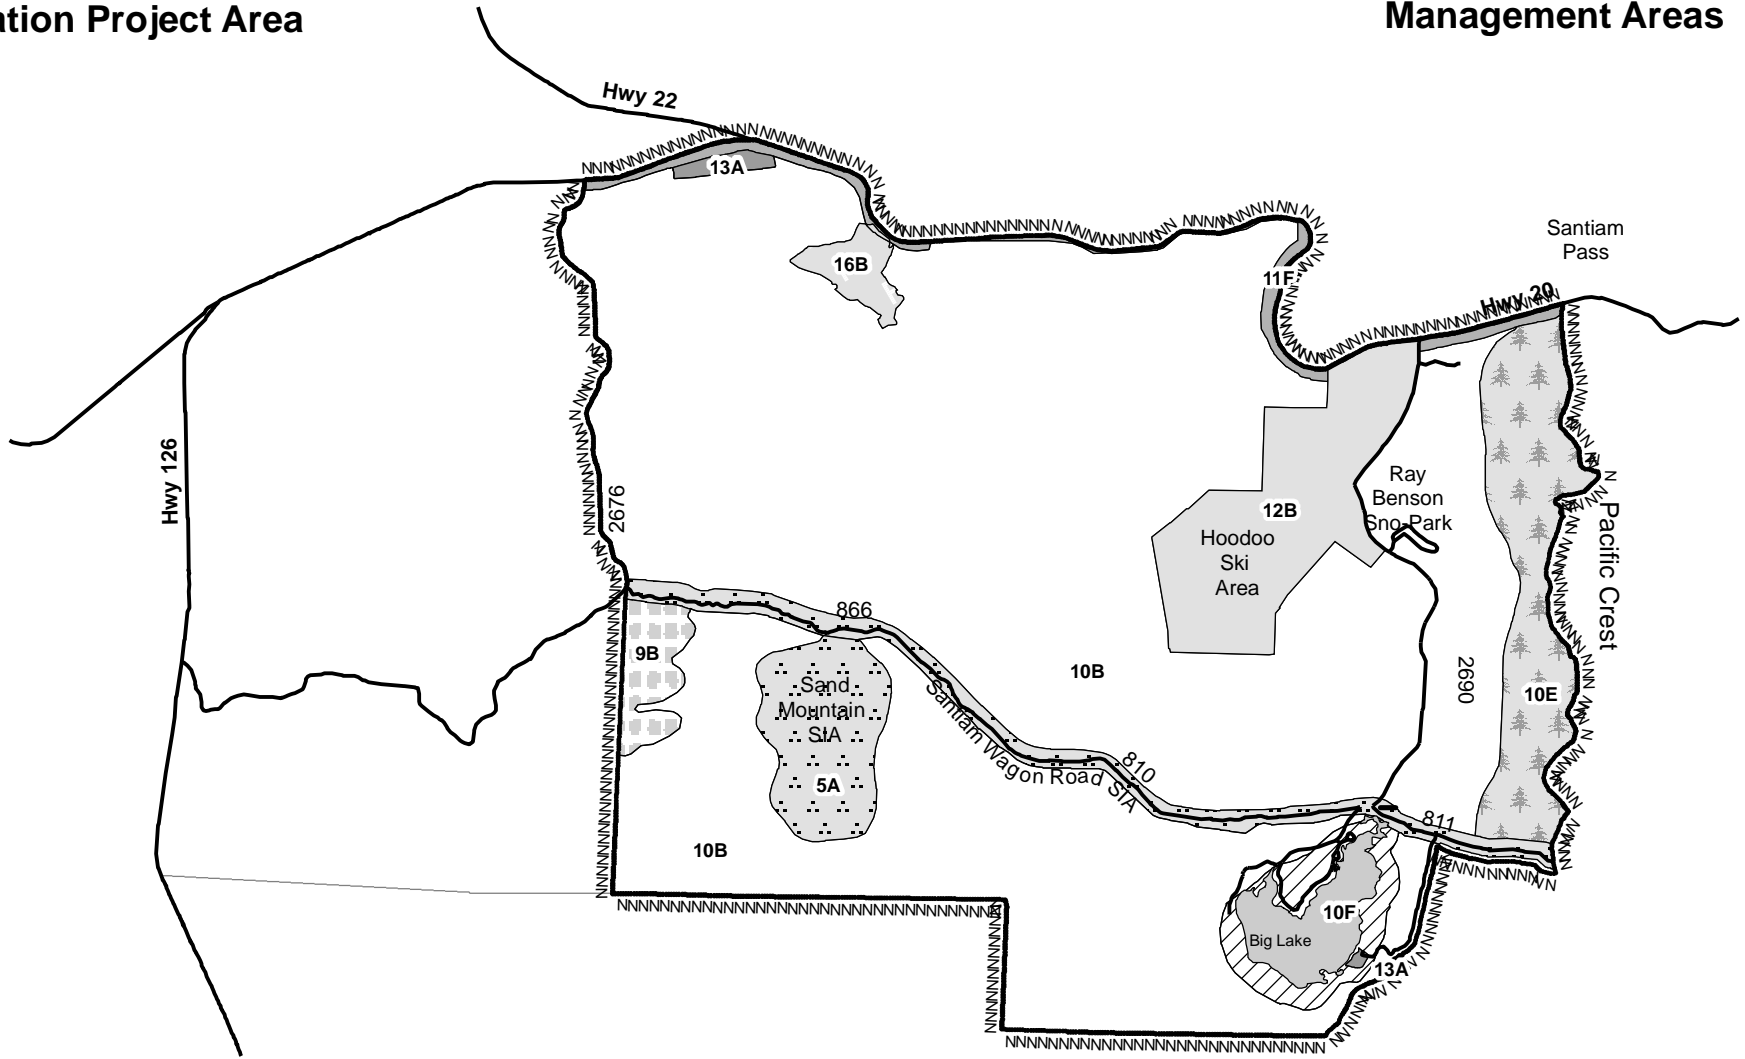 ation Project Area
Management Areas
Hwy 22
13A
Santiam
Pass
16B
11F
Hwy 20
Hwy 126
2676
Ray
Benson
Sno-Park
12B
Hoodoo
Ski
Area
Pacific Crest
866
9B
10B
2690
10E
Sand
Mountain
SIA
Santiam Wagon Road SIA
810
5A
811
10B
10F
Big Lake
13A